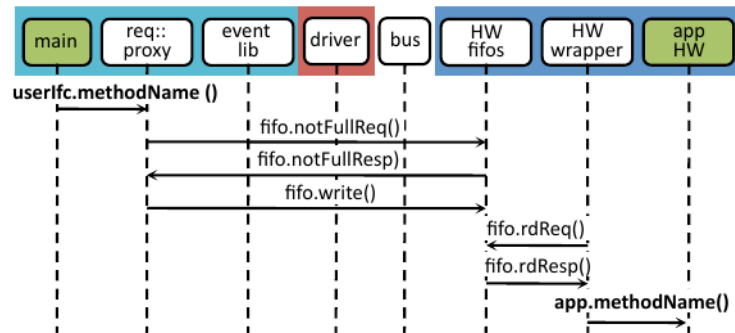 main
req::
proxy
event
lib
driver
bus
HW
fifos
HW
wrapper
app
HW
userIfc.methodName ()
fifo.notFullReq()
fifo.notFullResp)
fifo.write()
fifo.rdReq()
fifo.rdResp()
app.methodName()